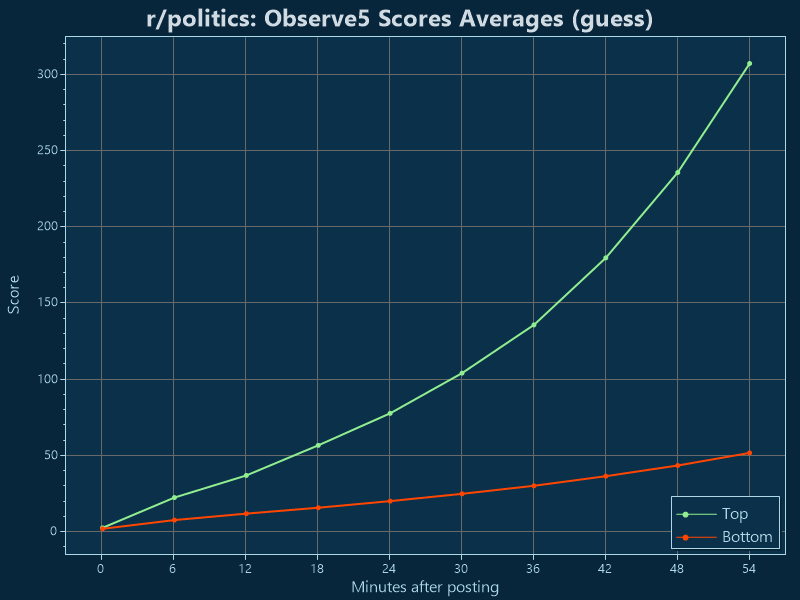 r/politics: Observe5 Scores Averages (guess)
300
250
200
150
100
50
0
Score
0 6 12 18 24 30 36 42 48 54
Minutes after posting
Top
Bottom